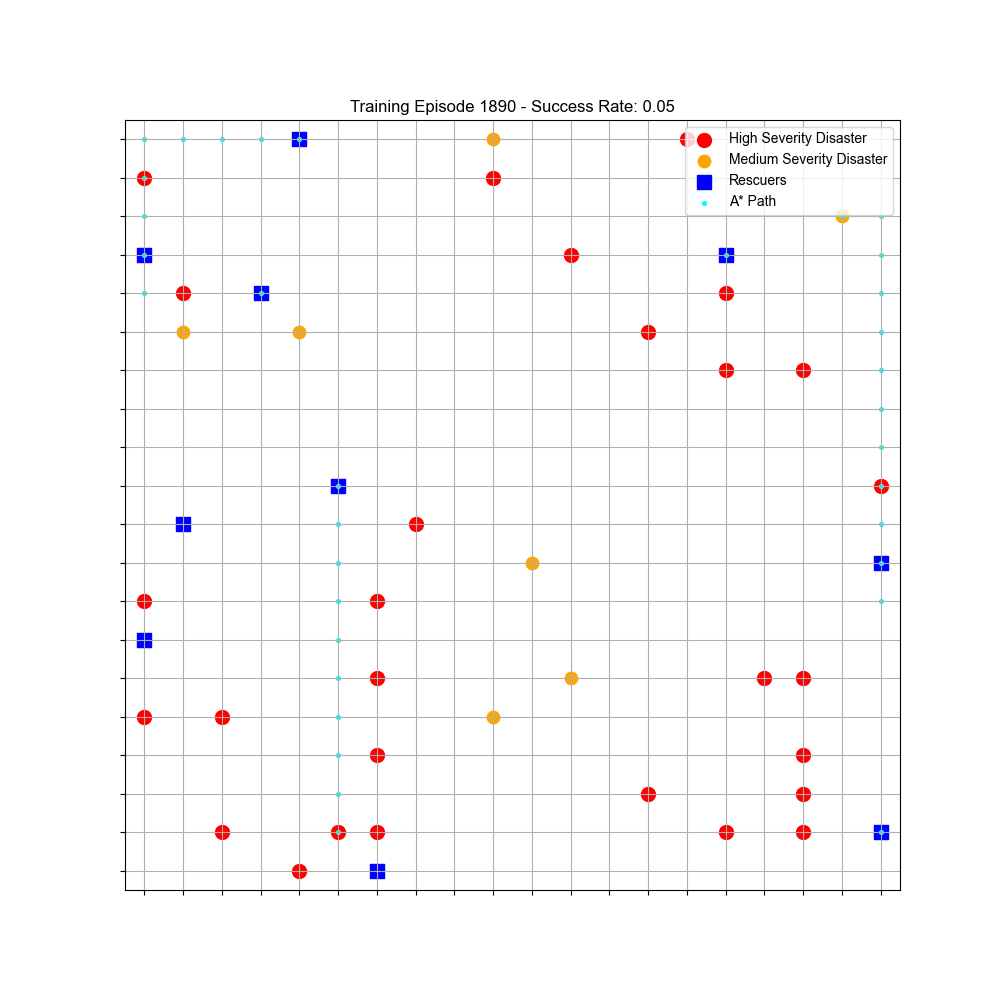 Training Episode 1890 - Success Rate: 0.05
High Severity Disaster
Medium Severity Disaster
Rescuers
A* Path